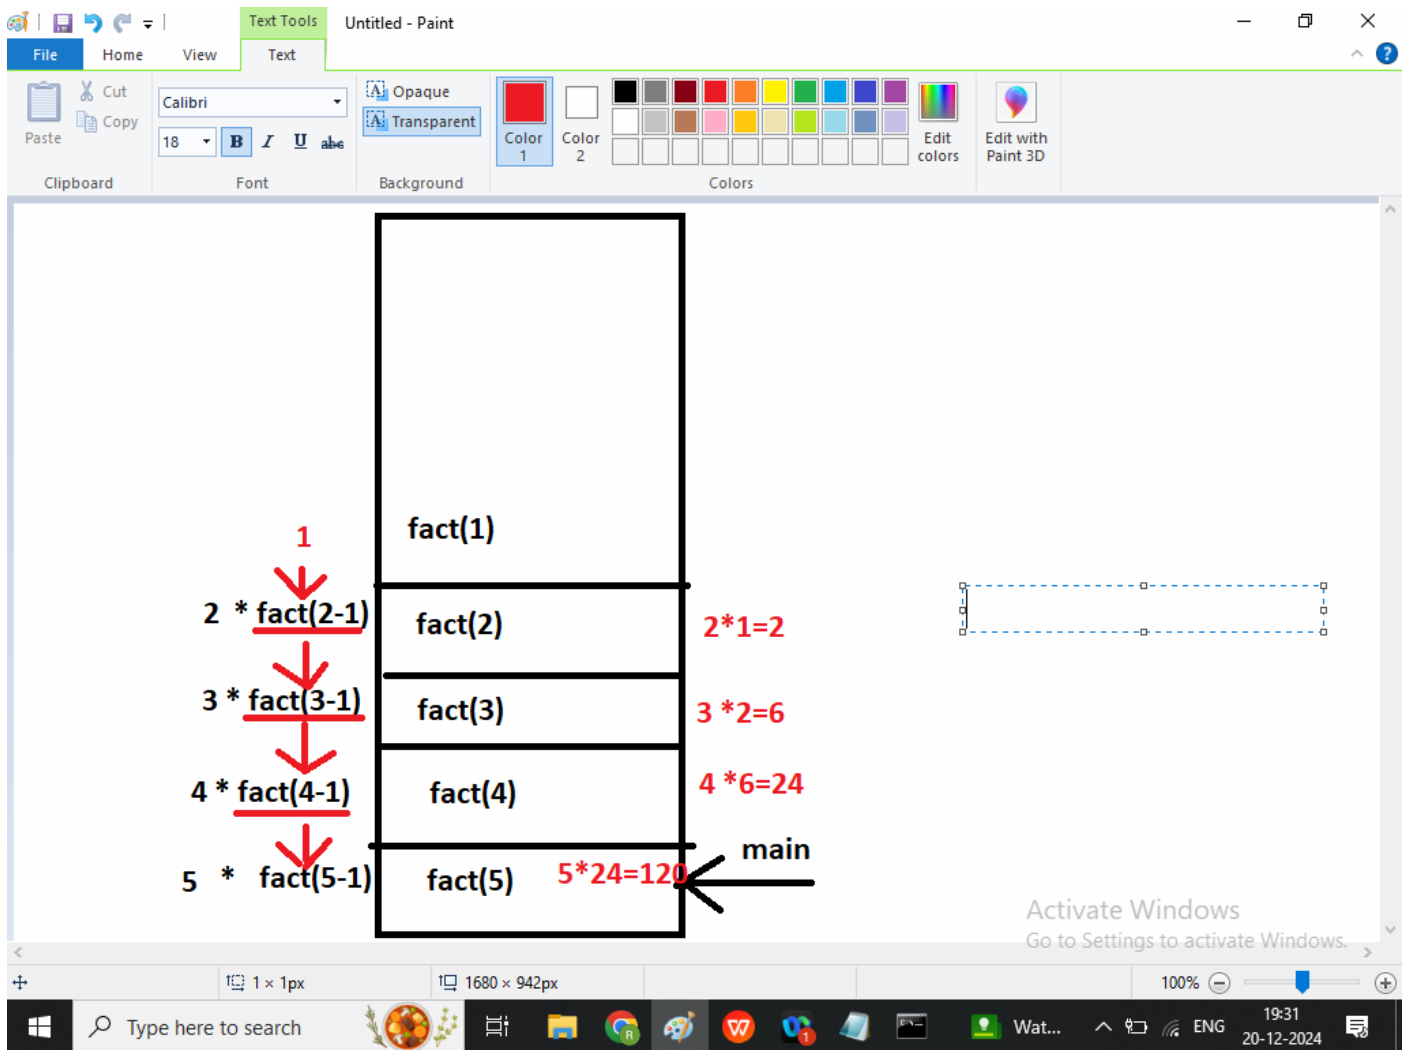 Text Tools
Untitled - Paint
File
Home
View
Text
Paste
Cut
Copy
Clipboard
Calibri
18
B I U abc
Font
Opaque
Transparent
Background
Color 1
Color 2
Edit colors
Colors
Edit with Paint 3D
fact(1)
1
2 * fact(2-1)
fact(2)
2*1=2
3 * fact(3-1)
fact(3)
3 *2=6
4 * fact(4-1)
fact(4)
4 *6=24
main
5 * fact(5-1)
fact(5)
5*24=120
Activate Windows
Go to Settings to activate Windows.
1 × 1px
1680 × 942px
100%
Type here to search
Wat...
ENG
19:31
20-12-2024